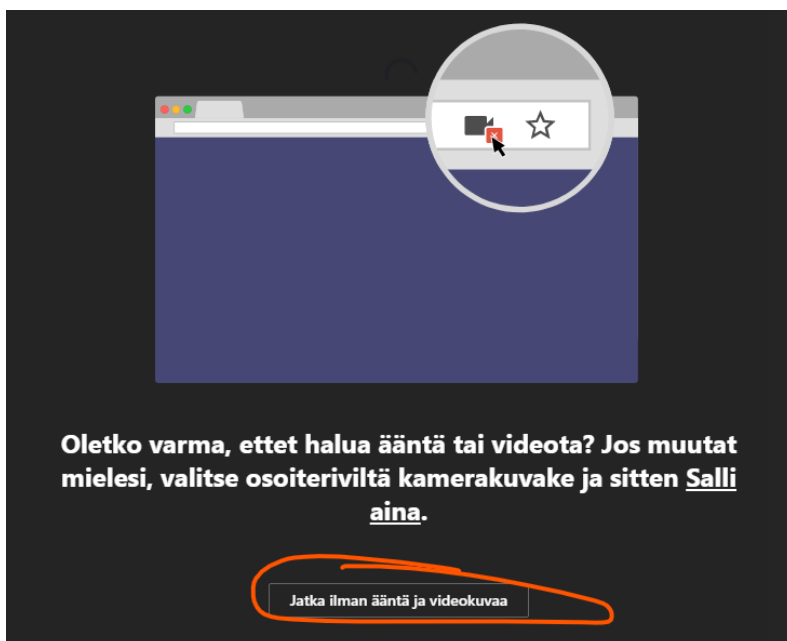 Oletko varma, ettet halua ääntä tai videota? Jos muutat
mielesi, valitse osoiteriviltä kamerakuvake ja sitten Salli
aina.
Jatka ilman ääntä ja videokuvaa